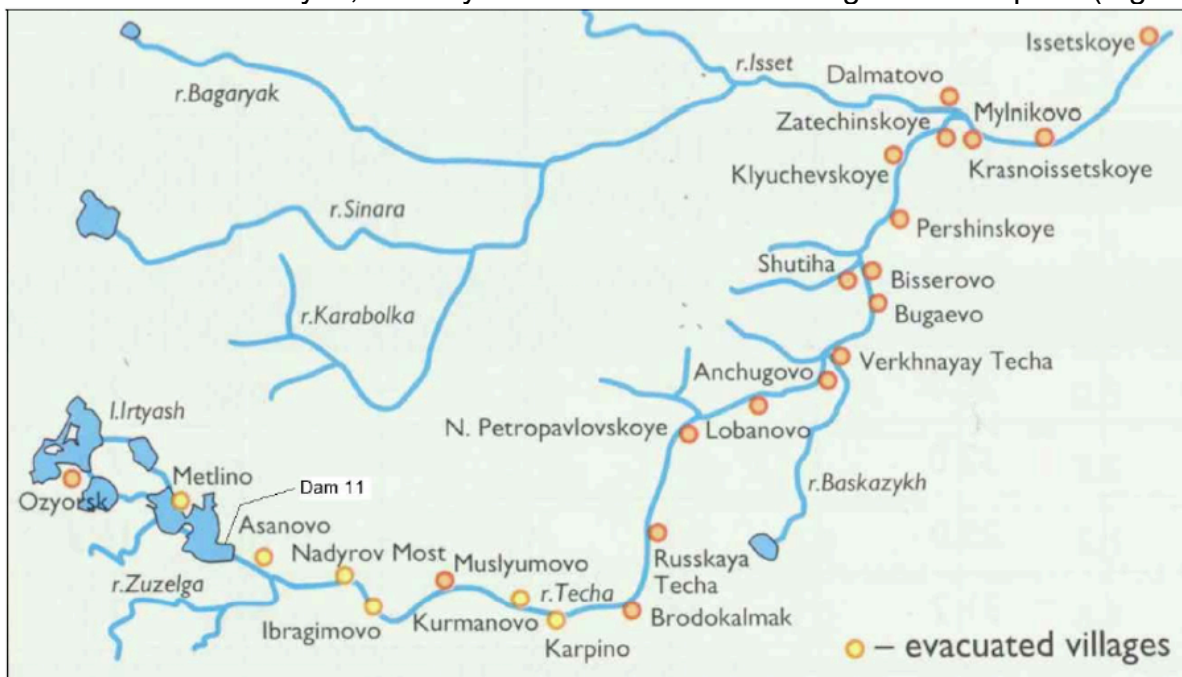 Issetskoye
r.Isset
Dalmatovo
r.Bagaryak
Mylnikovo
Zatechinskoye
Klyuchevskoye
Krasnoissetskoye
r.Sinara
Pershinskoye
Shutiha
Bisserovo
r.Karabolka
Bugaevo
Verkhnayay Techa
Anchugovo
l.Irtyash
N. Petropavlovskoye
Lobanovo
Metlino
r.Baskazykh
Dam 11
Ozyorsk
Asanovo
Nadyrov Most
Muslyumovo
Russkaya
Techa
r.Zuzelga
r.Techa
Ibragimovo
Kurmanovo
Brodokalmak
Karpino
– evacuated villages